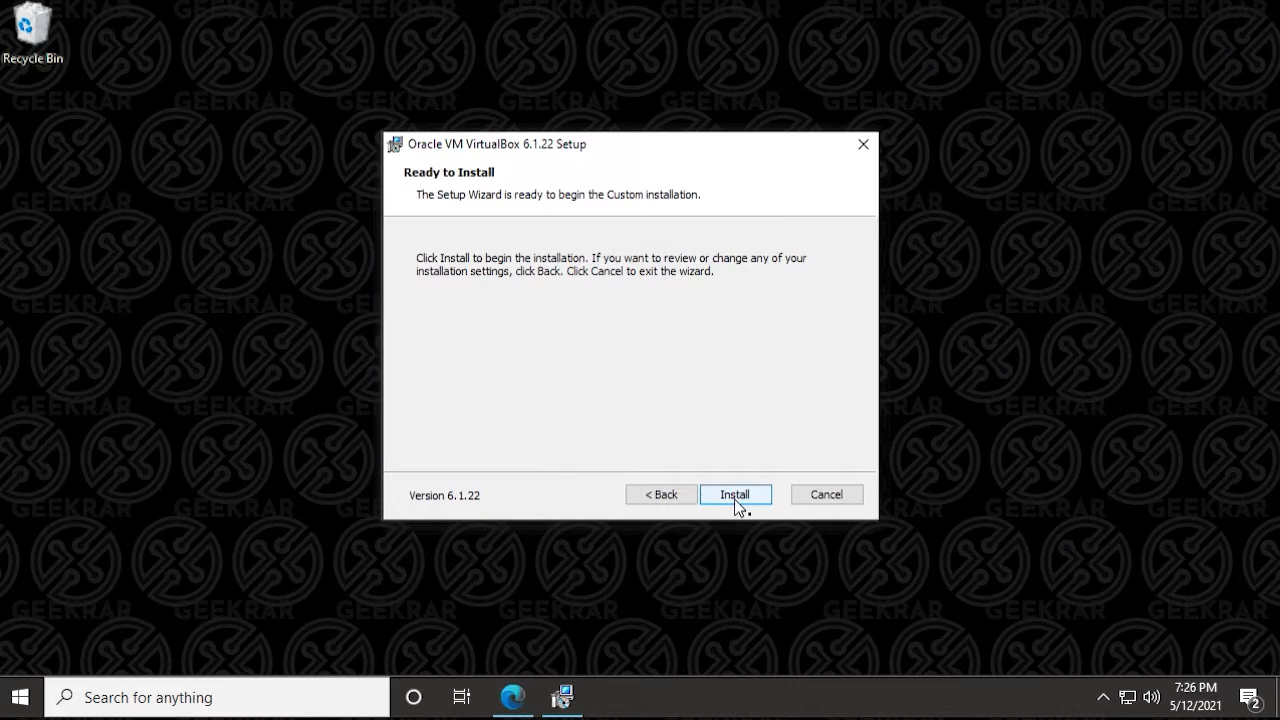 Recycle Bin
Oracle VM VirtualBox 6.1.22 Setup
Ready to Install
The Setup Wizard is ready to begin the Custom installation.
Click Install to begin the installation. If you want to review or change any of your
installation settings, click Back. Click Cancel to exit the wizard.
Version 6.1.22
< Back
Install
Cancel
GEEKRAR
Search for anything
7:26 PM
5/12/2021
2